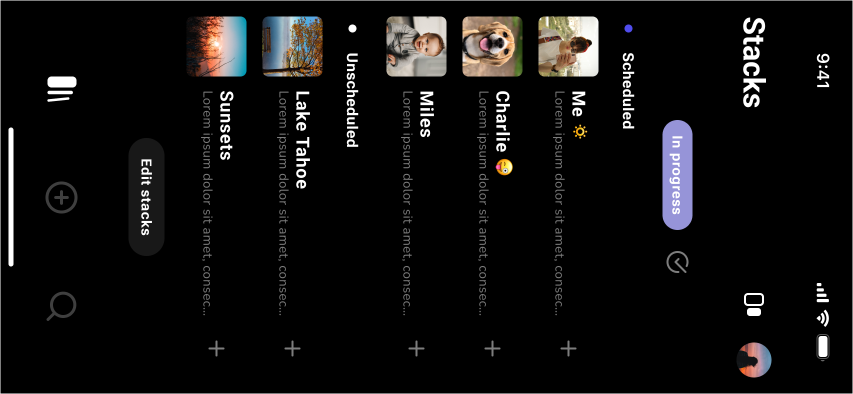 9:41
Stacks
In progress
Scheduled
Me ☀️
Lorem ipsum dolor sit amet, consec...
Charlie 😜
Lorem ipsum dolor sit amet, consec...
Miles
Lorem ipsum dolor sit amet, consec...
Unscheduled
Lake Tahoe
Lorem ipsum dolor sit amet, consec...
Sunsets
Lorem ipsum dolor sit amet, consec...
Edit stacks